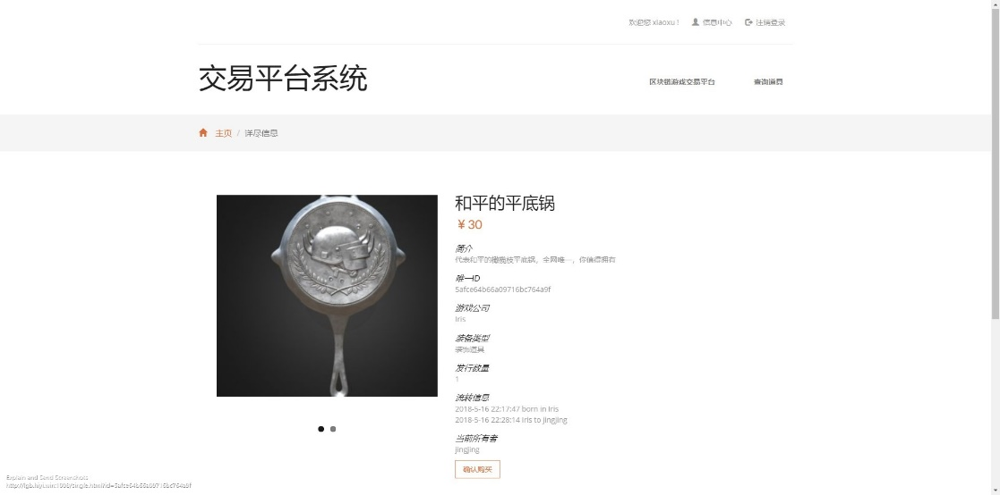 欢迎您 xiaoxu !
信息中心
注销登录
交易平台系统
区块链游戏交易平台
查询道具
主页 / 详尽信息
和平的平底锅
￥30
简介
代表和平的橄榄枝平底锅，全网唯一，你值得拥有
唯一ID
5afce64b66a09716bc764a9f
游戏公司
Iris
装备类型
装饰道具
发行数量
1
流转信息
2018-5-16 22:17:47 born in Iris
2018-5-16 22:28:14 Iris to jingjing
当前所有者
jingjing
确认购买
Explain and Send Screenshots